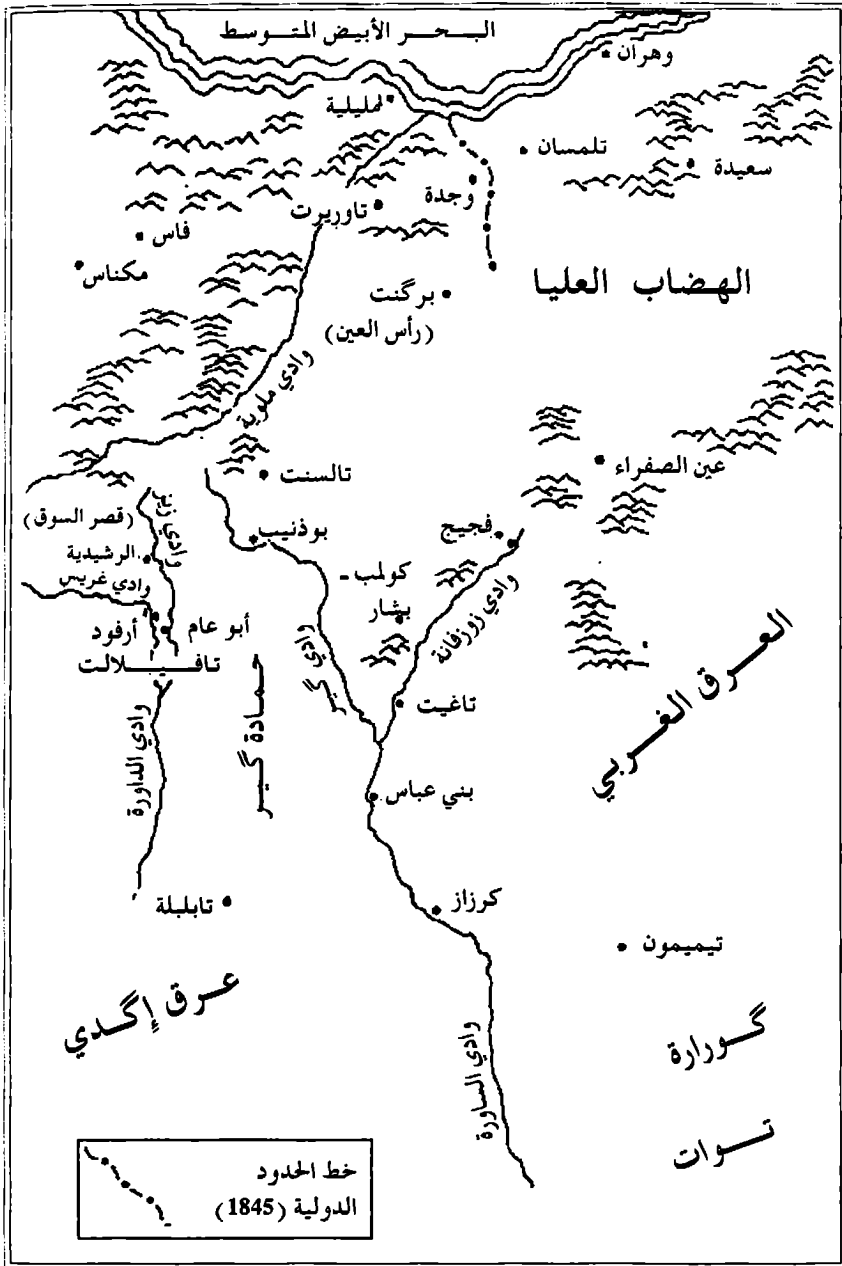 البحر الأبيض المتوسط
وهران
مليلية
تلمسان
سعيدة
وجدة
تاوريرت
فاس
مكناس
الهضاب العليا
برگنت
(رأس العين)
وادي ملوية
تالسنت
عين الصفراء
(قصر السوق)
وادي زيز
بوذنيب
فجيج
الرشيدية
كولمب -
بشار
وادي غريس
وادي زوزفانة
أبو عام
أرفود
تافيلالت
وادي گير
حمادة گير
العرق الغربي
تاغيت
وادي الداورة
بني عباس
تابلبلة
كرزاز
تيميمون
عرق إگدي
گورارة
وادي الساورة
توات
خط الحدود
الدولية (1845)